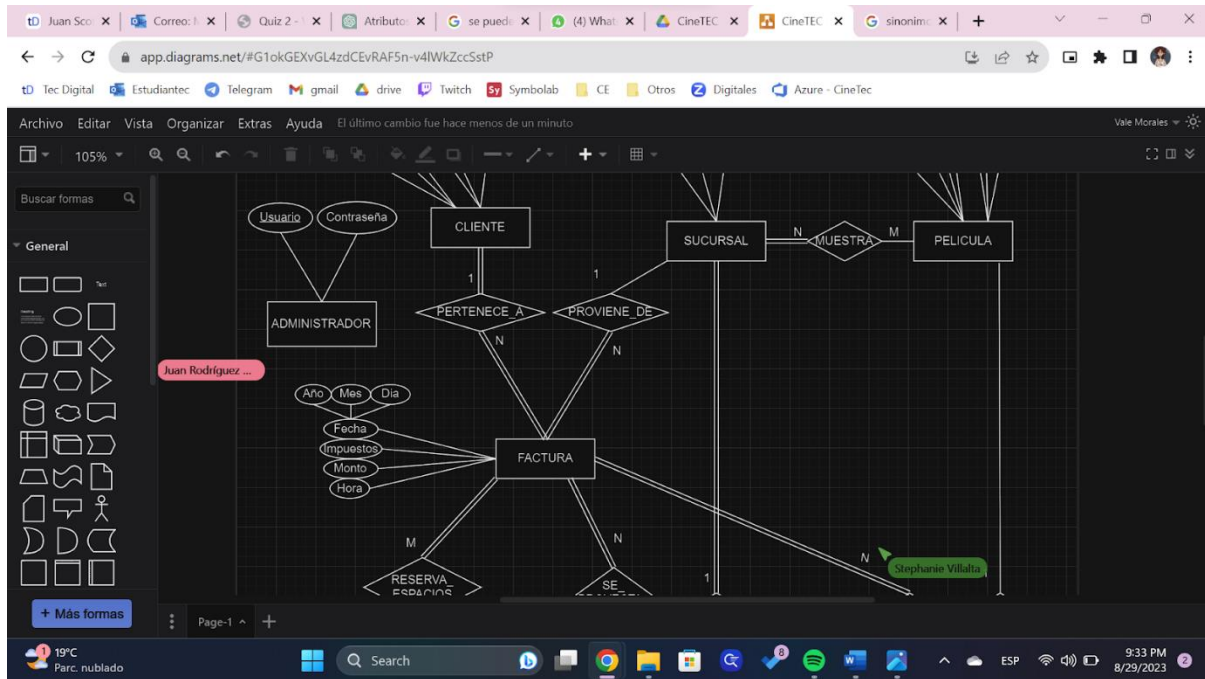 Juan Sco
Correo: N
Quiz 2 -
Atributo
se puede
(4) What
CineTEC
CineTEC
sinonimo
app.diagrams.net/#G1okGEXvGL4zdCEvRAF5n-v4lWkZccSstP
Tec Digital Estudiantec Telegram gmail drive Twitch Symbolab CE Otros Digitales Azure - CineTec
Archivo Editar Vista Organizar Extras Ayuda El último cambio fue hace menos de un minuto Vale Morales
105%
Buscar formas
General
Text
Usuario Contraseña
CLIENTE
SUCURSAL
N
MUESTRA
M
PELICULA
1
1
PERTENECE_A
PROVIENE_DE
ADMINISTRADOR
N
N
Juan Rodríguez ...
Año Mes Dia
Fecha
Impuestos
Monto
Hora
FACTURA
M
N
N
Stephanie Villalta
RESERVA_
ESPACIOS
SE_
1
+ Más formas
Page-1
19°C
Parc. nublado
Search
8
ESP
9:33 PM
8/29/2023
2